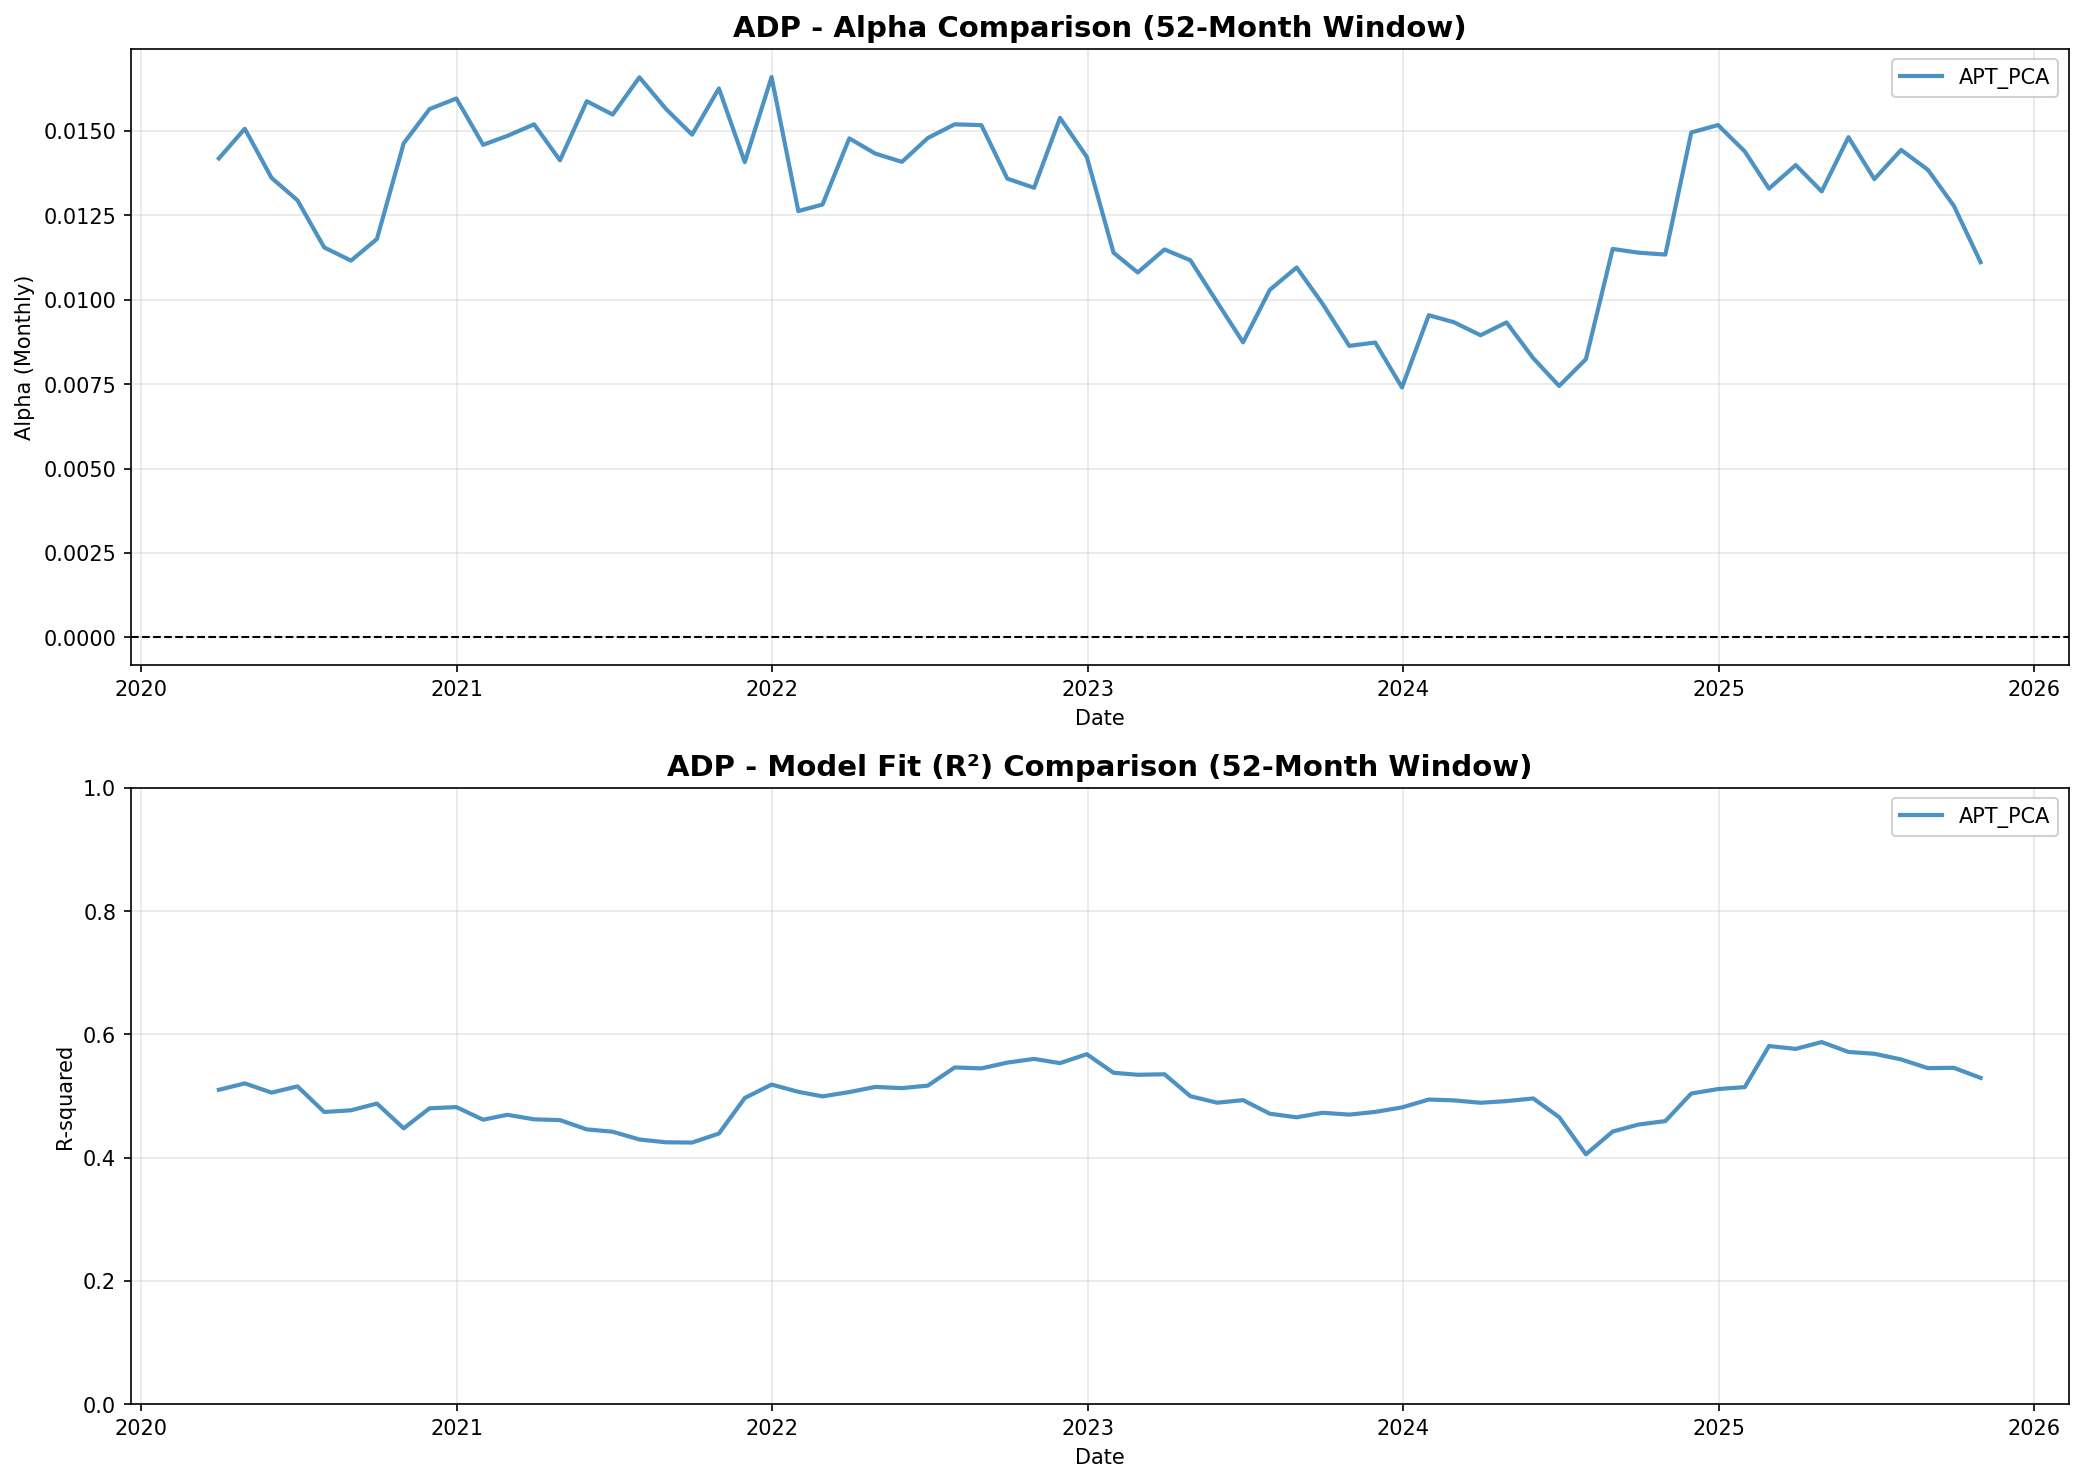 ADP - Alpha Comparison (52-Month Window)
APT_PCA
0.0150
0.0125
0.0100
0.0075
0.0050
0.0025
0.0000
Alpha (Monthly)
2020 2021 2022 2023 2024 2025 2026
Date
ADP - Model Fit (R²) Comparison (52-Month Window)
APT_PCA
1.0
0.8
0.6
0.4
0.2
0.0
R-squared
2020 2021 2022 2023 2024 2025 2026
Date